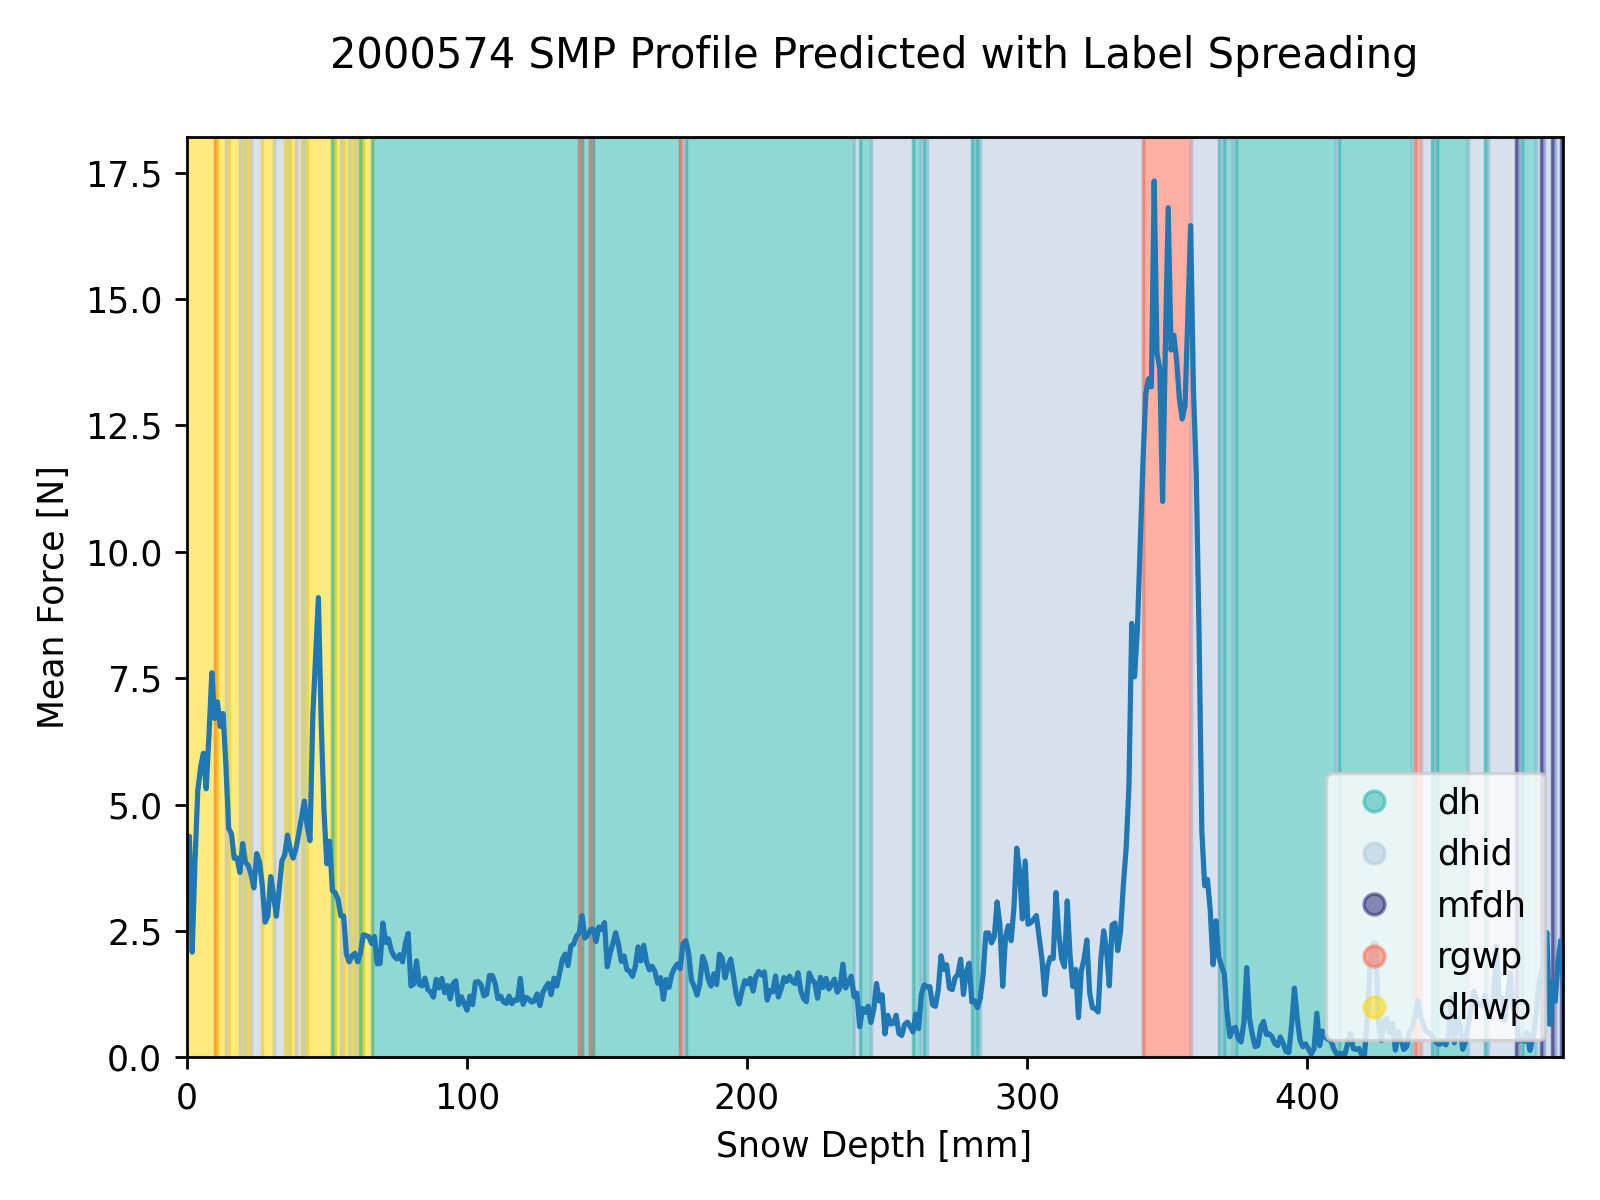 2000574 SMP Profile Predicted with Label Spreading
17.5
15.0
12.5
10.0
7.5
5.0
2.5
0.0
Mean Force [N]
dh
dhid
mfdh
rgwp
dhwp
0 100 200 300 400
Snow Depth [mm]